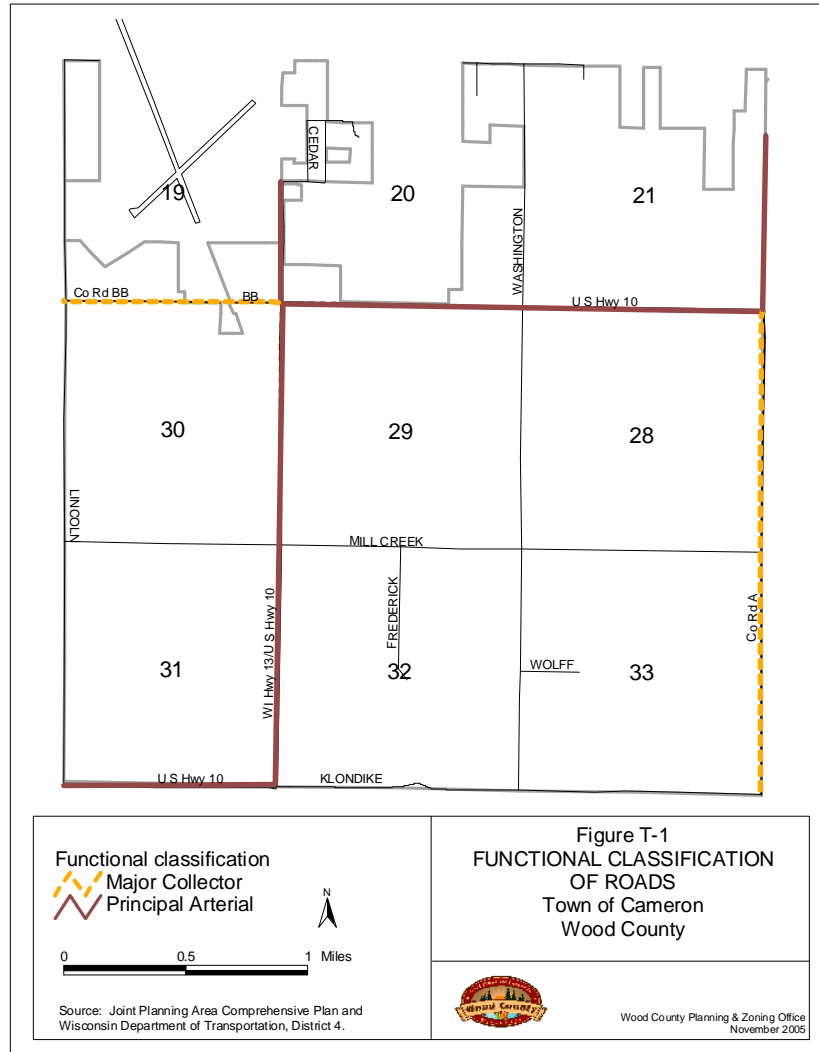 CEDAR
19
20
21
WASHINGTON
Co Rd BB
BB
U S Hwy 10
30
29
28
LINCOLN
MILL CREEK
FREDERICK
WI Hwy 13/U S Hwy 10
Co Rd A
31
32
WOLFF
33
U S Hwy 10
KLONDIKE
Functional classification
Major Collector
Principal Arterial
N
0 0.5 1 Miles
Source: Joint Planning Area Comprehensive Plan and
Wisconsin Department of Transportation, District 4.
Figure T-1
FUNCTIONAL CLASSIFICATION
OF ROADS
Town of Cameron
Wood County
Wood County
Wood County Planning & Zoning Office
November 2005